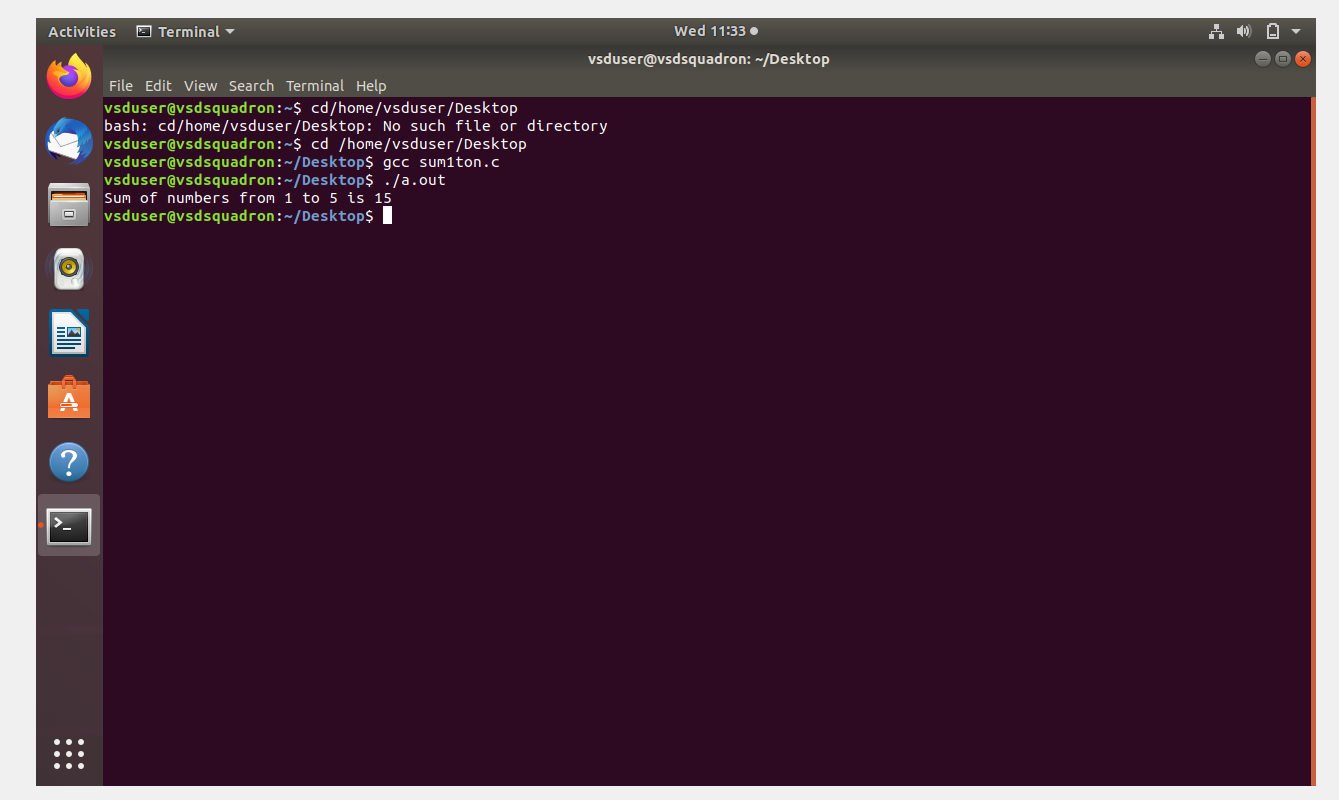 Activities Terminal Wed 11:33
vsduser@vsdsquadron: ~/Desktop
File Edit View Search Terminal Help
vsduser@vsdsquadron:~$ cd/home/vsduser/Desktop
bash: cd/home/vsduser/Desktop: No such file or directory
vsduser@vsdsquadron:~$ cd /home/vsduser/Desktop
vsduser@vsdsquadron:~/Desktop$ gcc sum1ton.c
vsduser@vsdsquadron:~/Desktop$ ./a.out
Sum of numbers from 1 to 5 is 15
vsduser@vsdsquadron:~/Desktop$